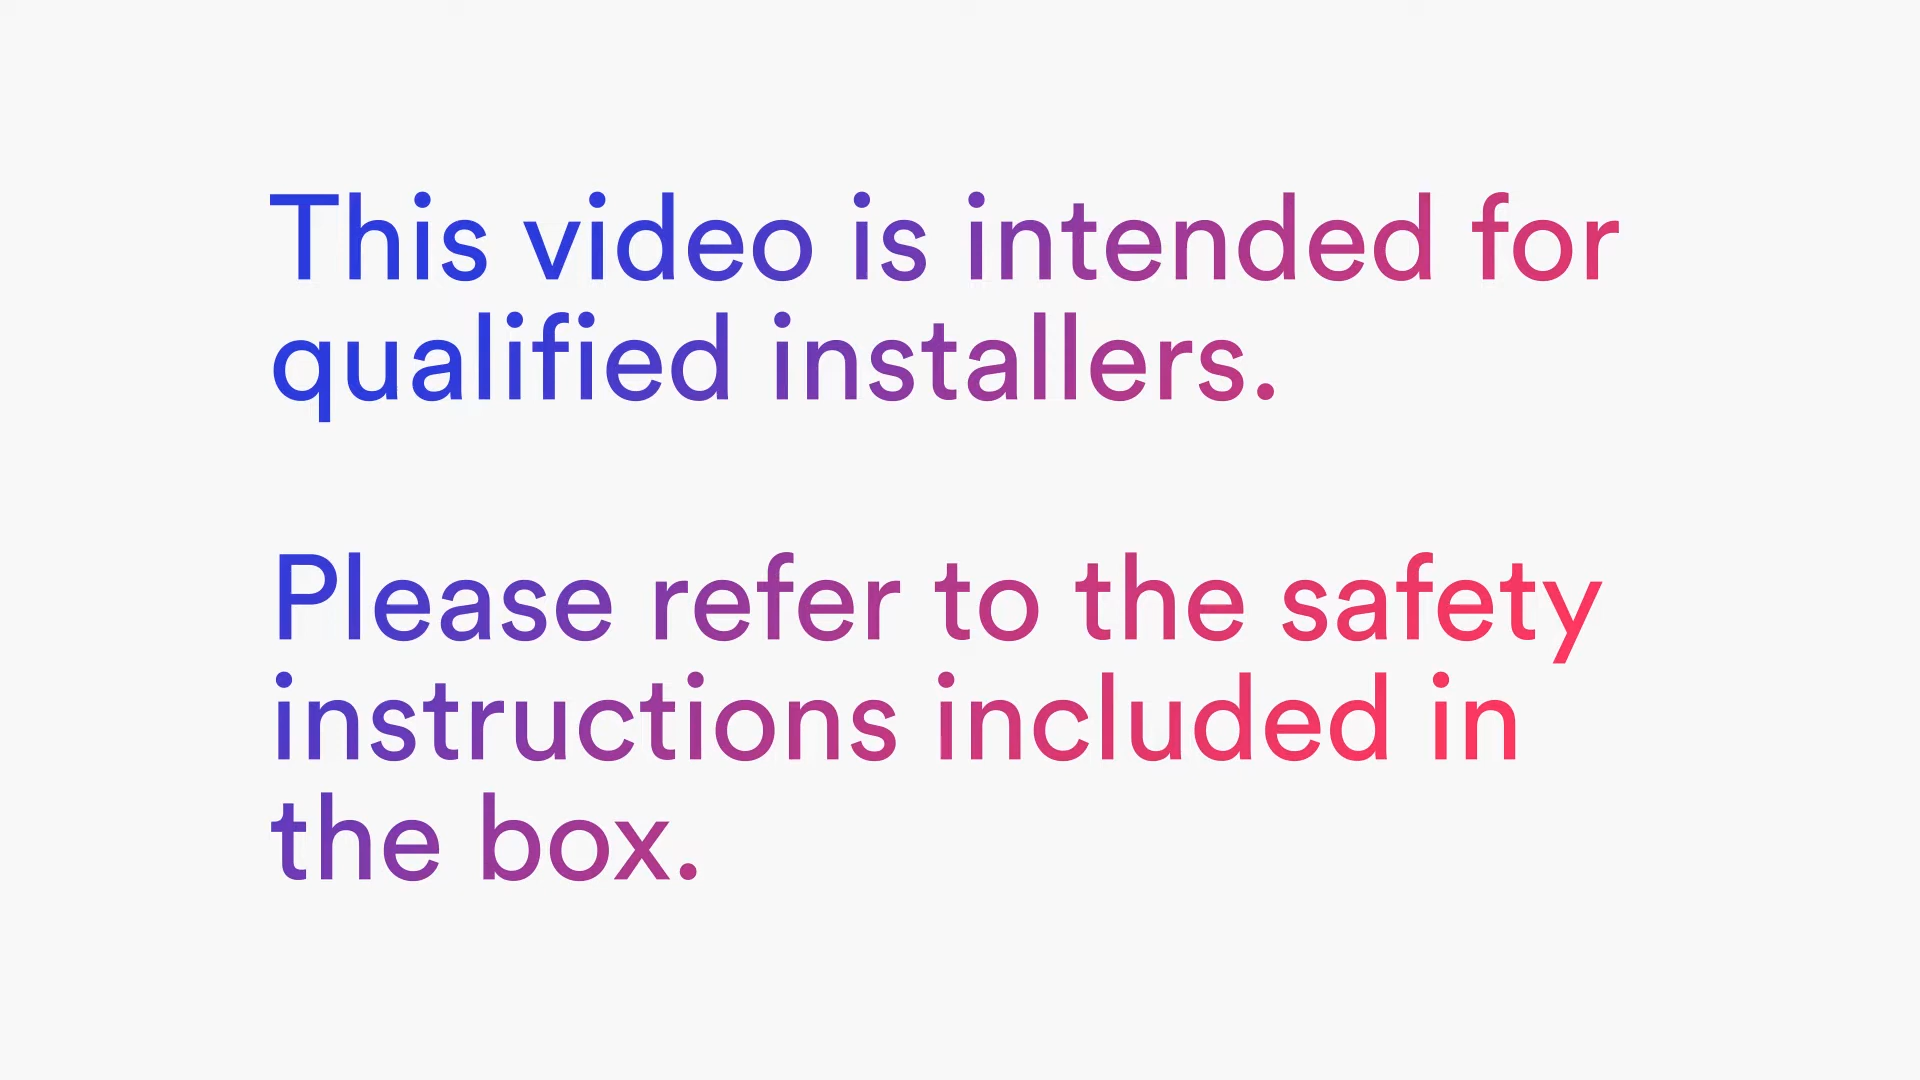 This video is intended for
qualified installers.
Please refer to the safety
instructions included in
the box.